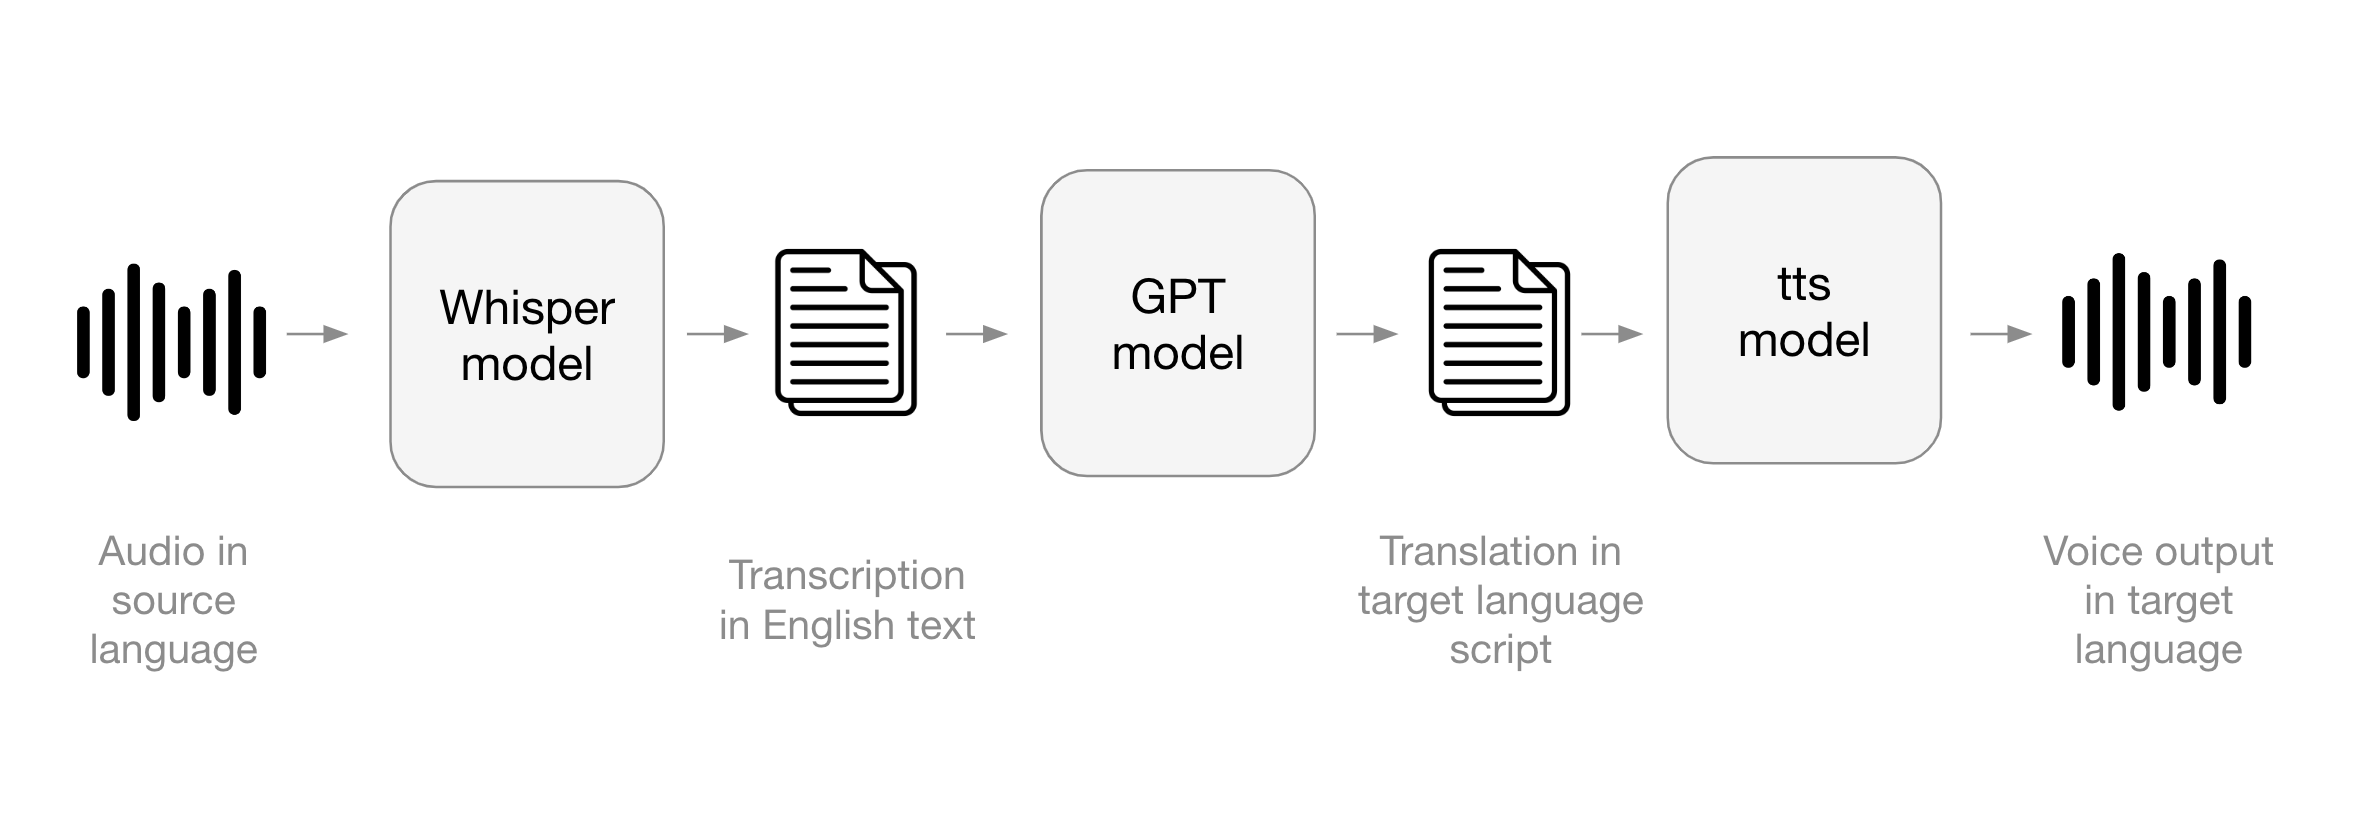 Whisper
model
GPT
model
tts
model
Audio in
source
language
Transcription
in English text
Translation in
target language
script
Voice output
in target
language